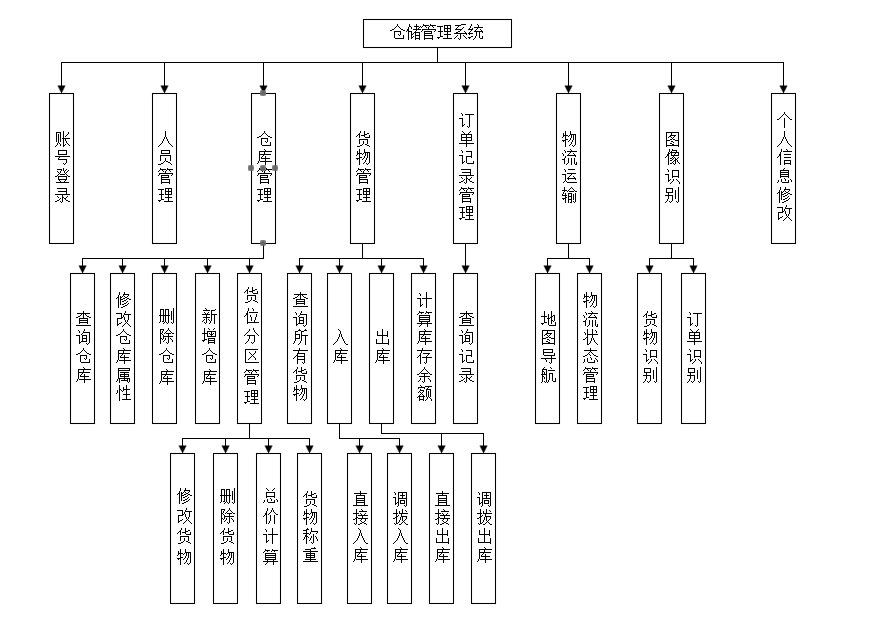 仓储管理系统
账号登录
人员管理
仓库管理
货物管理
订单记录管理
物流运输
图像识别
个人信息修改
查询仓库
修改仓库属性
删除仓库
新增仓库
货位分区管理
查询所有货物
入库
出库
计算库存余额
查询记录
地图导航
物流状态管理
货物识别
订单识别
修改货物
删除货物
总价计算
货物称重
直接入库
调拨入库
直接出库
调拨出库